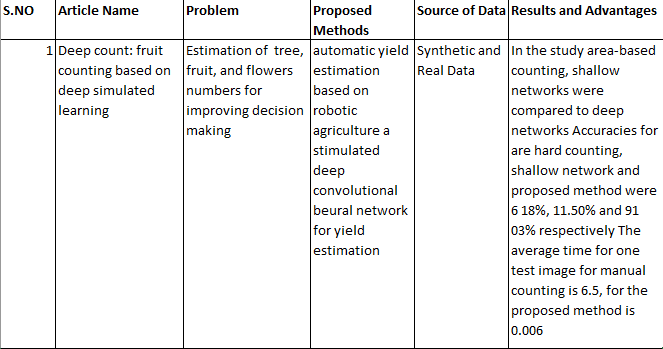 S.NO
Article Name
Problem
Proposed
Methods
Source of Data
Results and Advantages
1
Deep count: fruit
counting based on
deep simulated
learning
Estimation of tree,
fruit, and flowers
numbers for
improving decision
making
automatic yield
estimation
based on
robotic
agriculture a
stimulated
deep
convolutional
beural network
for yield
estimation
Synthetic and
Real Data
In the study area-based
counting, shallow
networks were
compared to deep
networks Accuracies for
are hard counting,
shallow network and
proposed method were
6 18%, 11.50% and 91
03% respectively The
average time for one
test image for manual
counting is 6.5, for the
proposed method is
0.006